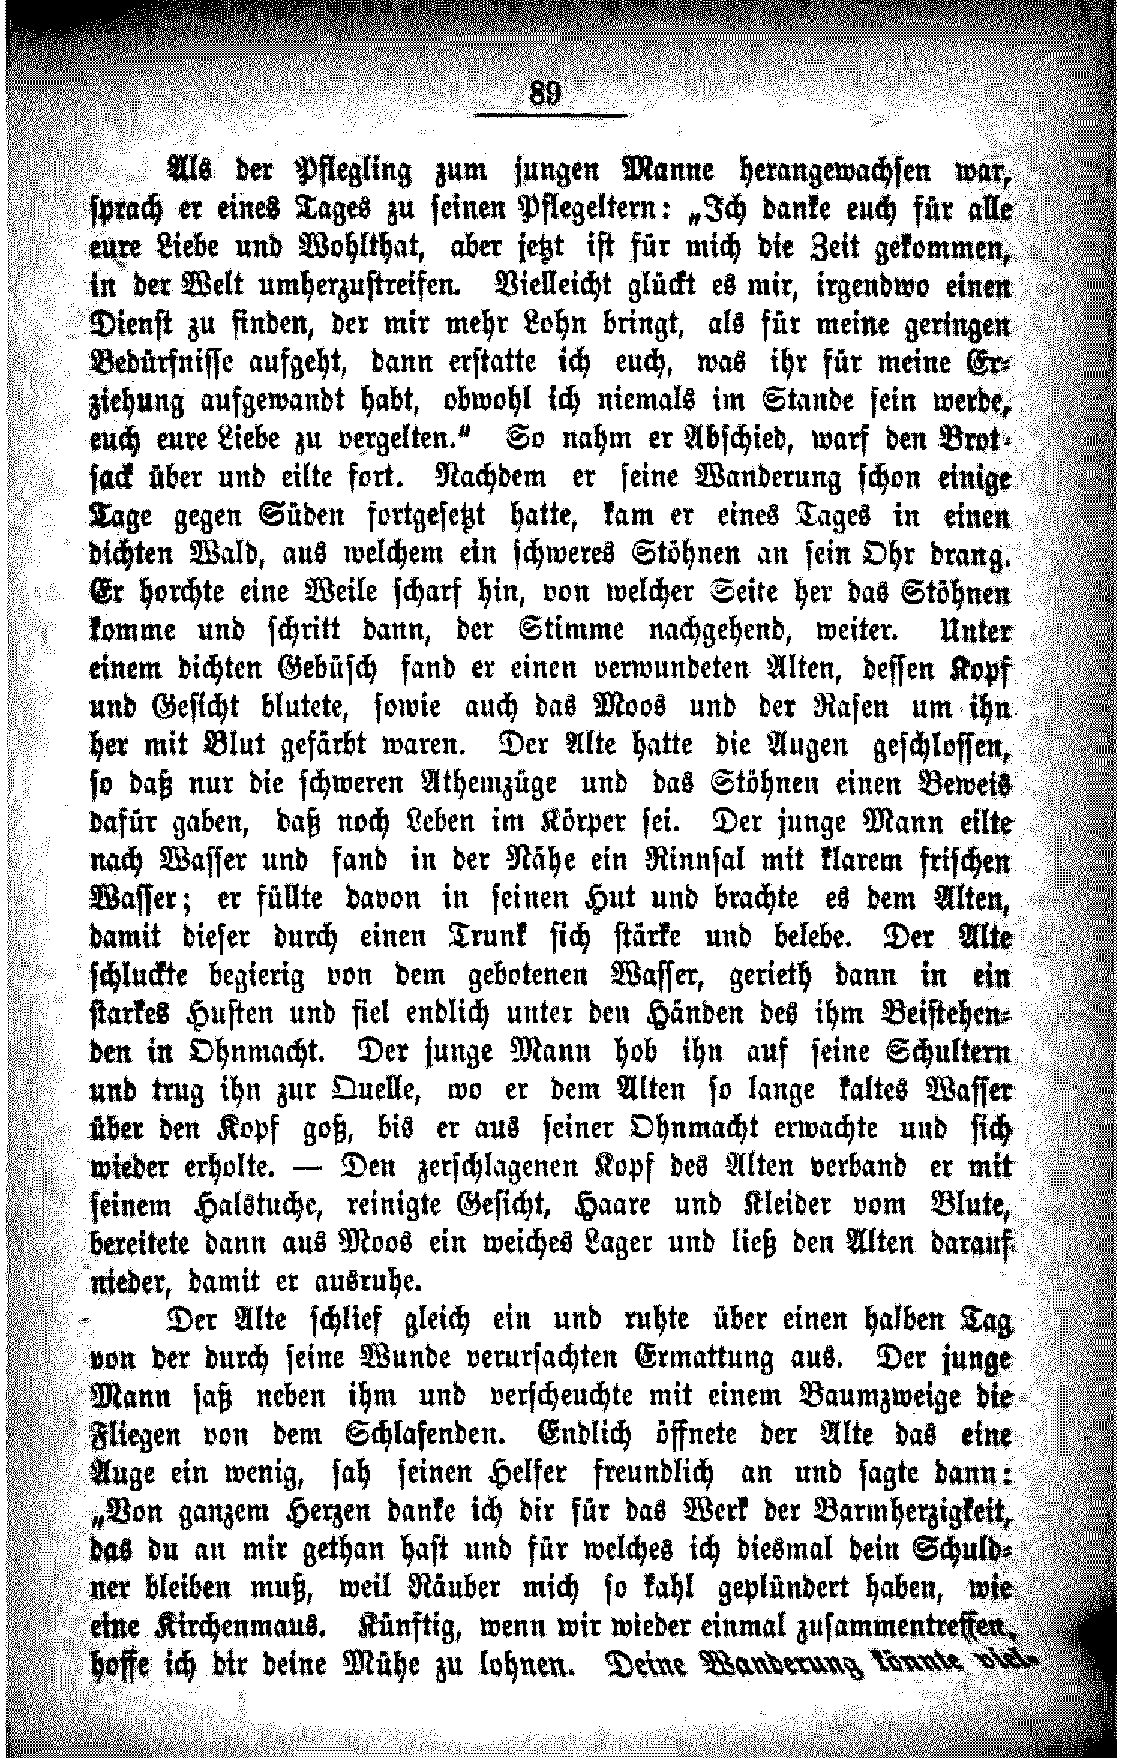 89
Als der Pflegling zum jungen Manne herangewachsen war,
sprach er eines Tages zu seinen Pflegeltern: „Ich danke euch für alle
eure Liebe und Wohlthat, aber jetzt ist für mich die Zeit gekommen,
in der Welt umherzustreifen. Vielleicht glückt es mir, irgendwo einen
Dienst zu finden, der mir mehr Lohn bringt, als für meine geringen
Bedürfnisse aufgeht, dann erstatte ich euch, was ihr für meine Er-
ziehung aufgewandt habt, obwohl ich niemals im Stande sein werde,
euch eure Liebe zu vergelten.“ So nahm er Abschied, warf den Brot-
sack über und eilte fort. Nachdem er seine Wanderung schon einige
Tage gegen Süden fortgesetzt hatte, kam er eines Tages in einen
dichten Wald, aus welchem ein schweres Stöhnen an sein Ohr drang.
Er horchte eine Weile scharf hin, von welcher Seite her das Stöhnen
komme und schritt dann, der Stimme nachgehend, weiter. Unter
einem dichten Gebüsch fand er einen verwundeten Alten, dessen Kopf
und Gesicht blutete, sowie auch das Moos und der Rasen um ihn
her mit Blut gefärbt waren. Der Alte hatte die Augen geschlossen,
so daß nur die schweren Athemzüge und das Stöhnen einen Beweis
dafür gaben, daß noch Leben im Körper sei. Der junge Mann eilte
nach Wasser und fand in der Nähe ein Rinnsal mit klarem frischen
Wasser; er füllte davon in seinen Hut und brachte es dem Alten,
damit dieser durch einen Trunk sich stärke und belebe. Der Alte
schluckte begierig von dem gebotenen Wasser, gerieth dann in ein
starkes Husten und fiel endlich unter den Händen des ihm Beistehen-
den in Ohnmacht. Der junge Mann hob ihn auf seine Schultern
und trug ihn zur Quelle, wo er dem Alten so lange kaltes Wasser
über den Kopf goß, bis er aus seiner Ohnmacht erwachte und sich
wieder erholte. — Den zerschlagenen Kopf des Alten verband er mit
seinem Halstuche, reinigte Gesicht, Haare und Kleider vom Blute,
bereitete dann aus Moos ein weiches Lager und ließ den Alten darauf
nieder, damit er ausruhe.
Der Alte schlief gleich ein und ruhte über einen halben Tag
von der durch seine Wunde verursachten Ermattung aus. Der junge
Mann saß neben ihm und verscheuchte mit einem Baumzweige die
Fliegen von dem Schlafenden. Endlich öffnete der Alte das eine
Auge ein wenig, sah seinen Helfer freundlich an und sagte dann:
„Von ganzem Herzen danke ich dir für das Werk der Barmherzigkeit,
das du an mir gethan hast und für welches ich diesmal dein Schuld-
ner bleiben muß, weil Räuber mich so kahl geplündert haben, wie
eine Kirchenmaus. Künftig, wenn wir wieder einmal zusammentreffen,
hoffe ich dir deine Mühe zu lohnen. Deine Wanderung könnte viel-